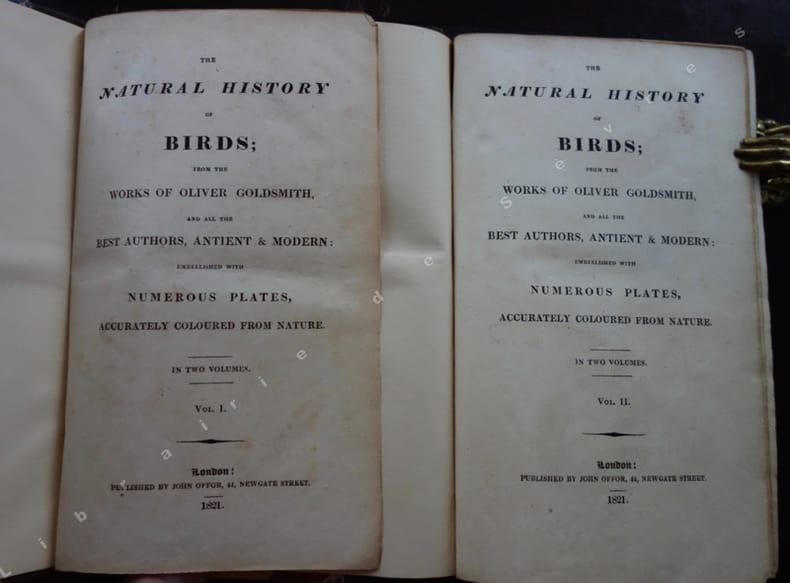 THE
NATURAL HISTORY
OF
BIRDS;
FROM THE
WORKS OF OLIVER GOLDSMITH,
AND ALL THE
BEST AUTHORS, ANTIENT & MODERN:
EMBELLISHED WITH
NUMEROUS PLATES,
ACCURATELY COLOURED FROM NATURE.
IN TWO VOLUMES.
VOL. I.
London:
PUBLISHED BY JOHN OFFOR, 44, NEWGATE STREET.
1821.
THE
NATURAL HISTORY
OF
BIRDS;
FROM THE
WORKS OF OLIVER GOLDSMITH,
AND ALL THE
BEST AUTHORS, ANTIENT & MODERN:
EMBELLISHED WITH
NUMEROUS PLATES,
ACCURATELY COLOURED FROM NATURE.
IN TWO VOLUMES.
VOL. II.
London:
PUBLISHED BY JOHN OFFOR, 44, NEWGATE STREET.
1821.
Librairie de sèvres